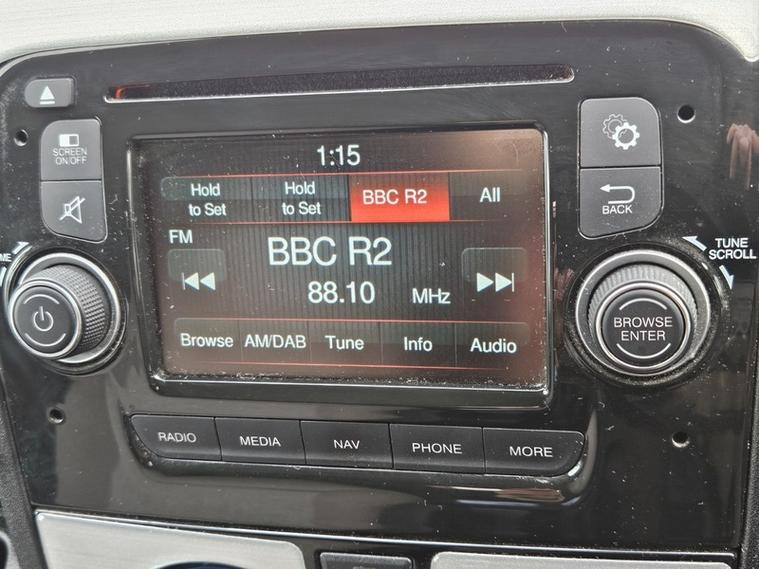 1:15
SCREEN
ON/OFF
Hold
to Set
Hold
to Set
BBC R2
All
BACK
FM
BBC R2
88.10 MHz
TUNE
SCROLL
BROWSE
ENTER
Browse
AM/DAB
Tune
Info
Audio
RADIO
MEDIA
NAV
PHONE
MORE